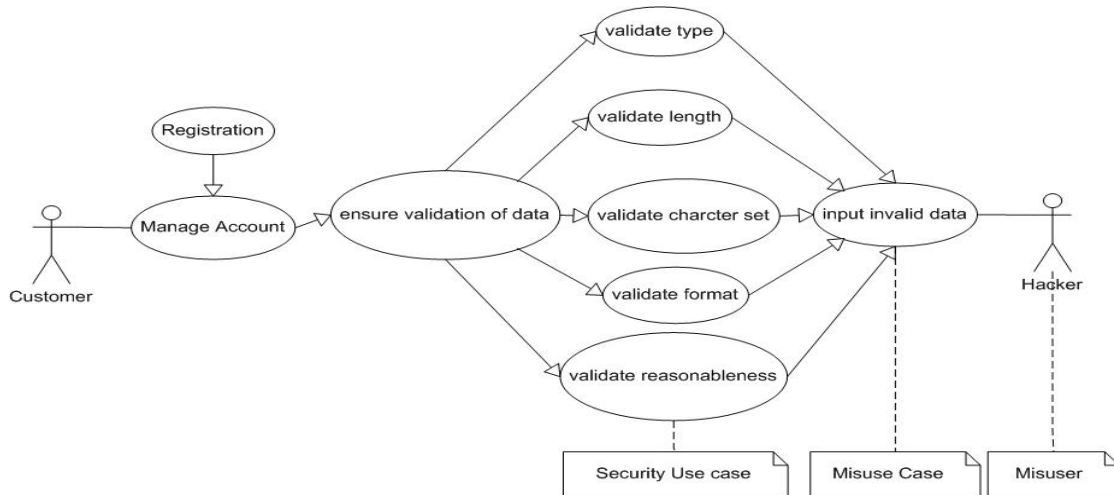 validate type
Registration
validate length
Manage Account
ensure validation of data
validate charcter set
input invalid data
Customer
validate format
Hacker
validate reasonableness
Security Use case
Misuse Case
Misuser